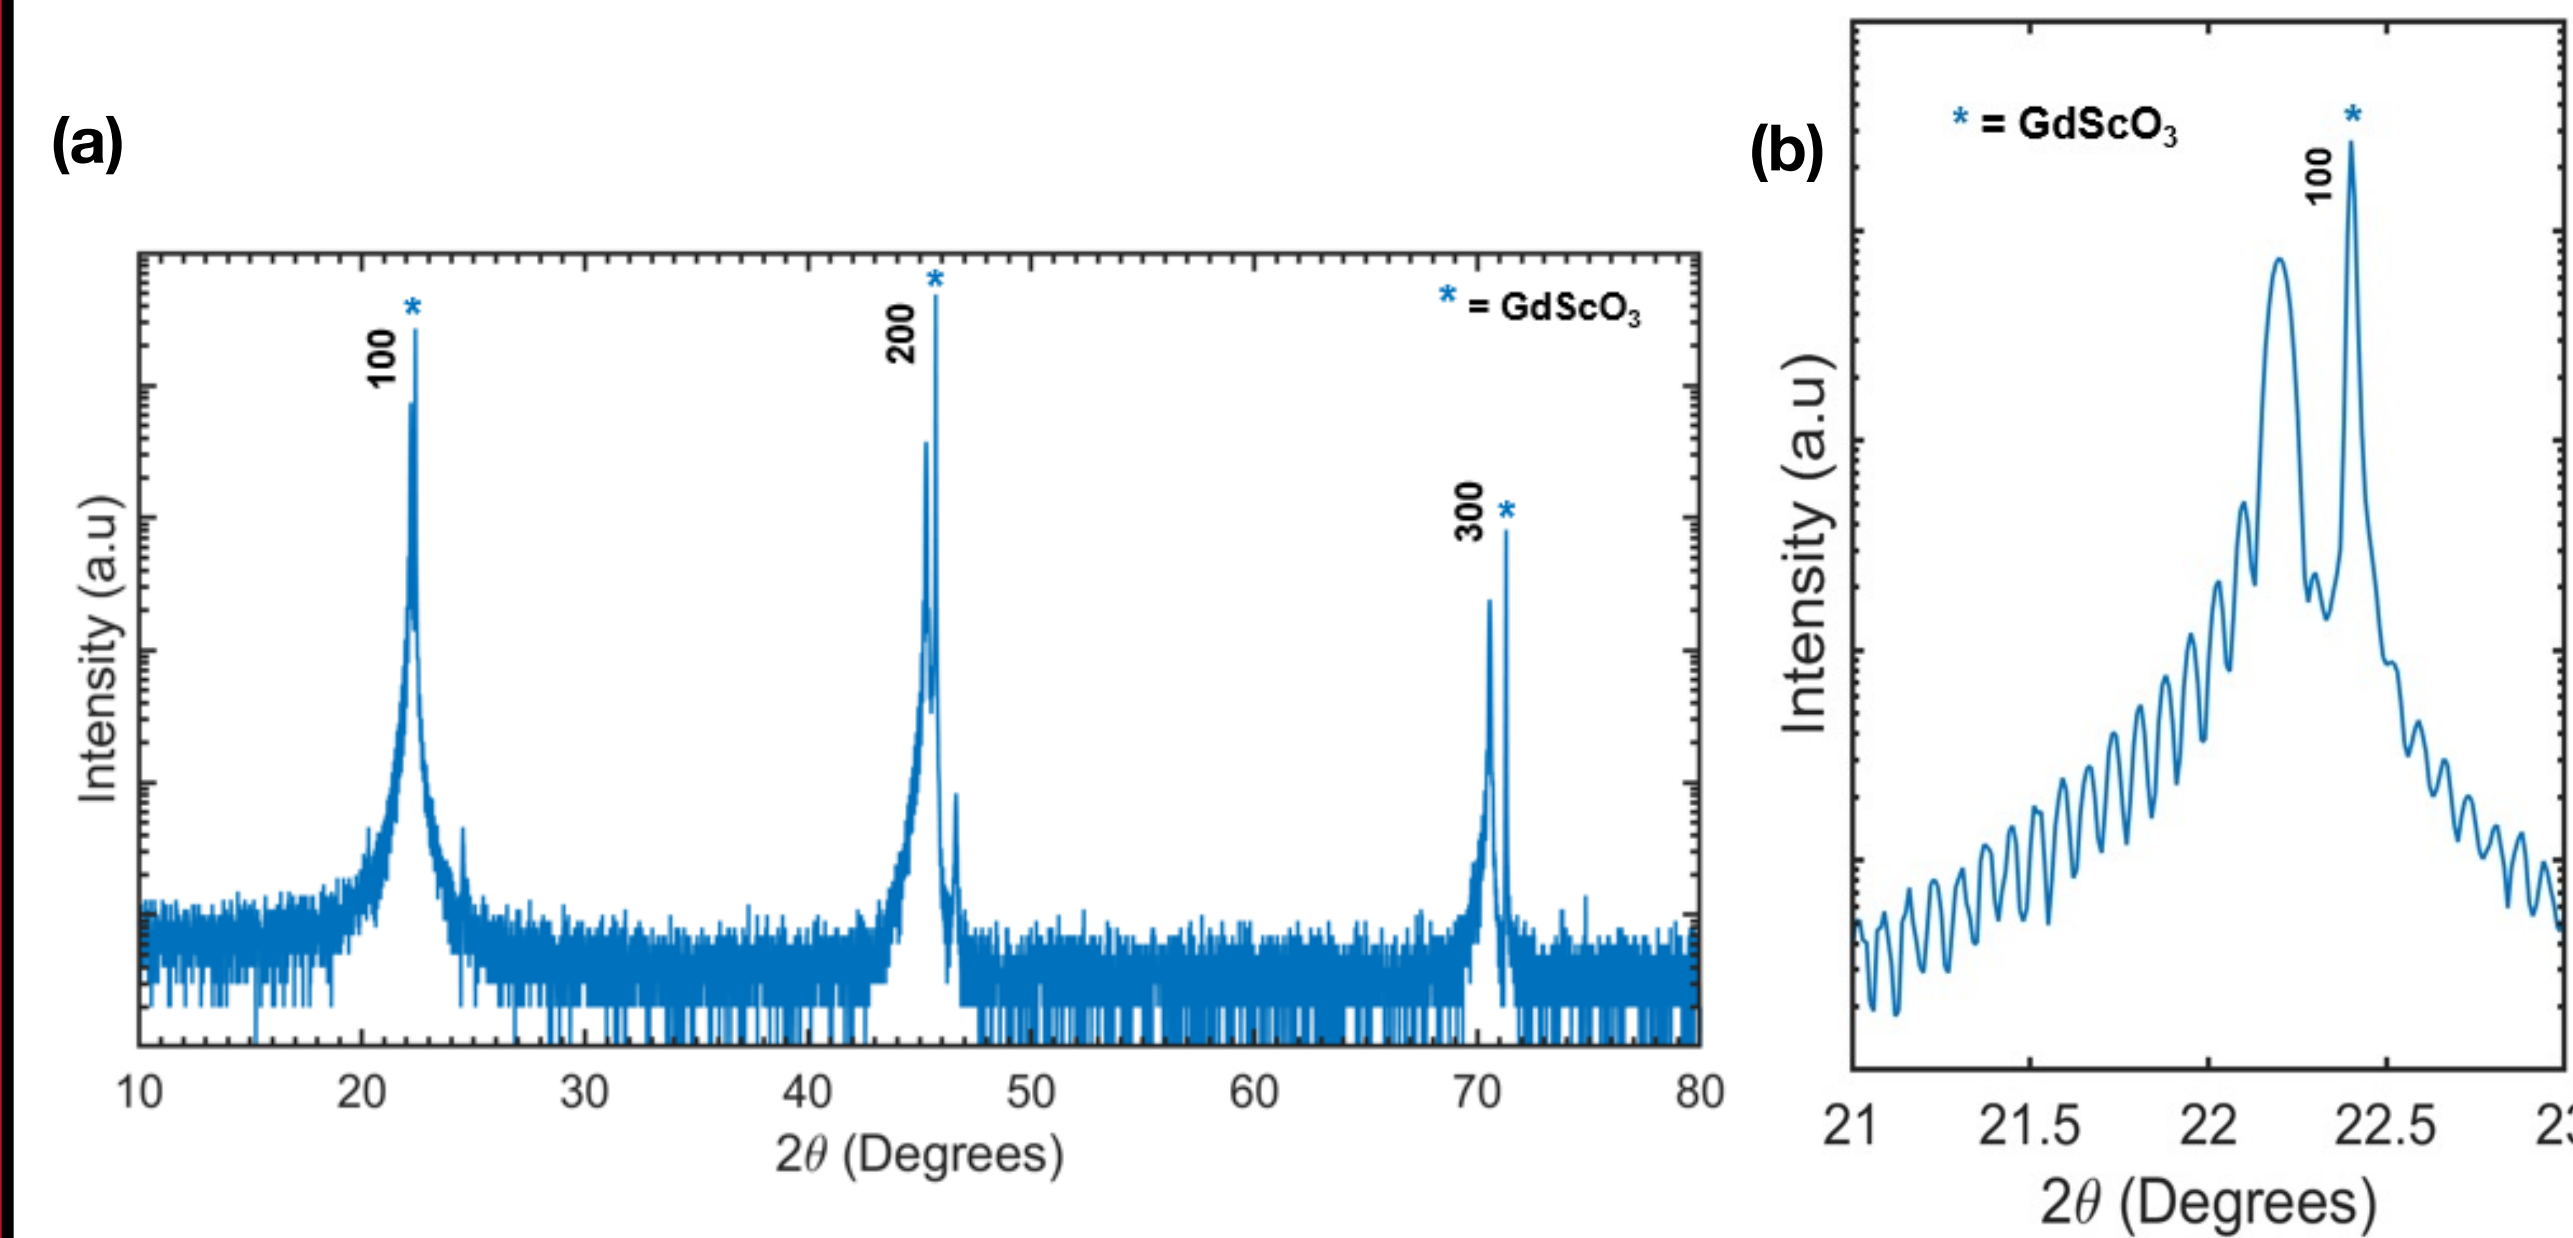 (a)
100
*
200
*
300
*
* = GdScO₃
Intensity (a.u)
10 20 30 40 50 60 70 80
2θ (Degrees)
(b)
* = GdScO₃
*
100
Intensity (a.u)
21 21.5 22 22.5
2θ (Degrees)